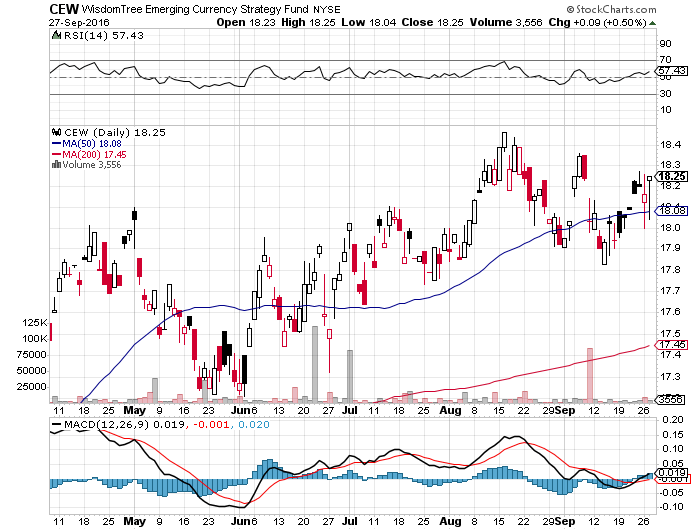 CEW WisdomTree Emerging Currency Strategy Fund NYSE © StockCharts.com
27-Sep-2016 Open 18.23 High 18.25 Low 18.04 Close 18.25 Volume 3,556 Chg +0.09 (+0.50%)
RSI(14) 57.43
90
70
57.43
50
30
10
CEW (Daily) 18.25
MA(50) 18.08
MA(200) 17.45
Volume 3,556
18.4
18.3
18.25
18.2
18.1
18.08
18.0
17.9
17.8
17.7
17.6
17.5
17.45
17.4
17.3
3556
125K
100K
75000
50000
25000
11 18 25 May 9 16 23 Jun 6 13 20 27 Jul 11 18 25 Aug 8 15 22 29 Sep 12 19 26
MACD(12,26,9) 0.019, -0.001, 0.020
0.20
0.15
0.10
0.05
0.019
-0.001
-0.05
-0.10
11 18 25 May 9 16 23 Jun 6 13 20 27 Jul 11 18 25 Aug 8 15 22 29 Sep 12 19 26